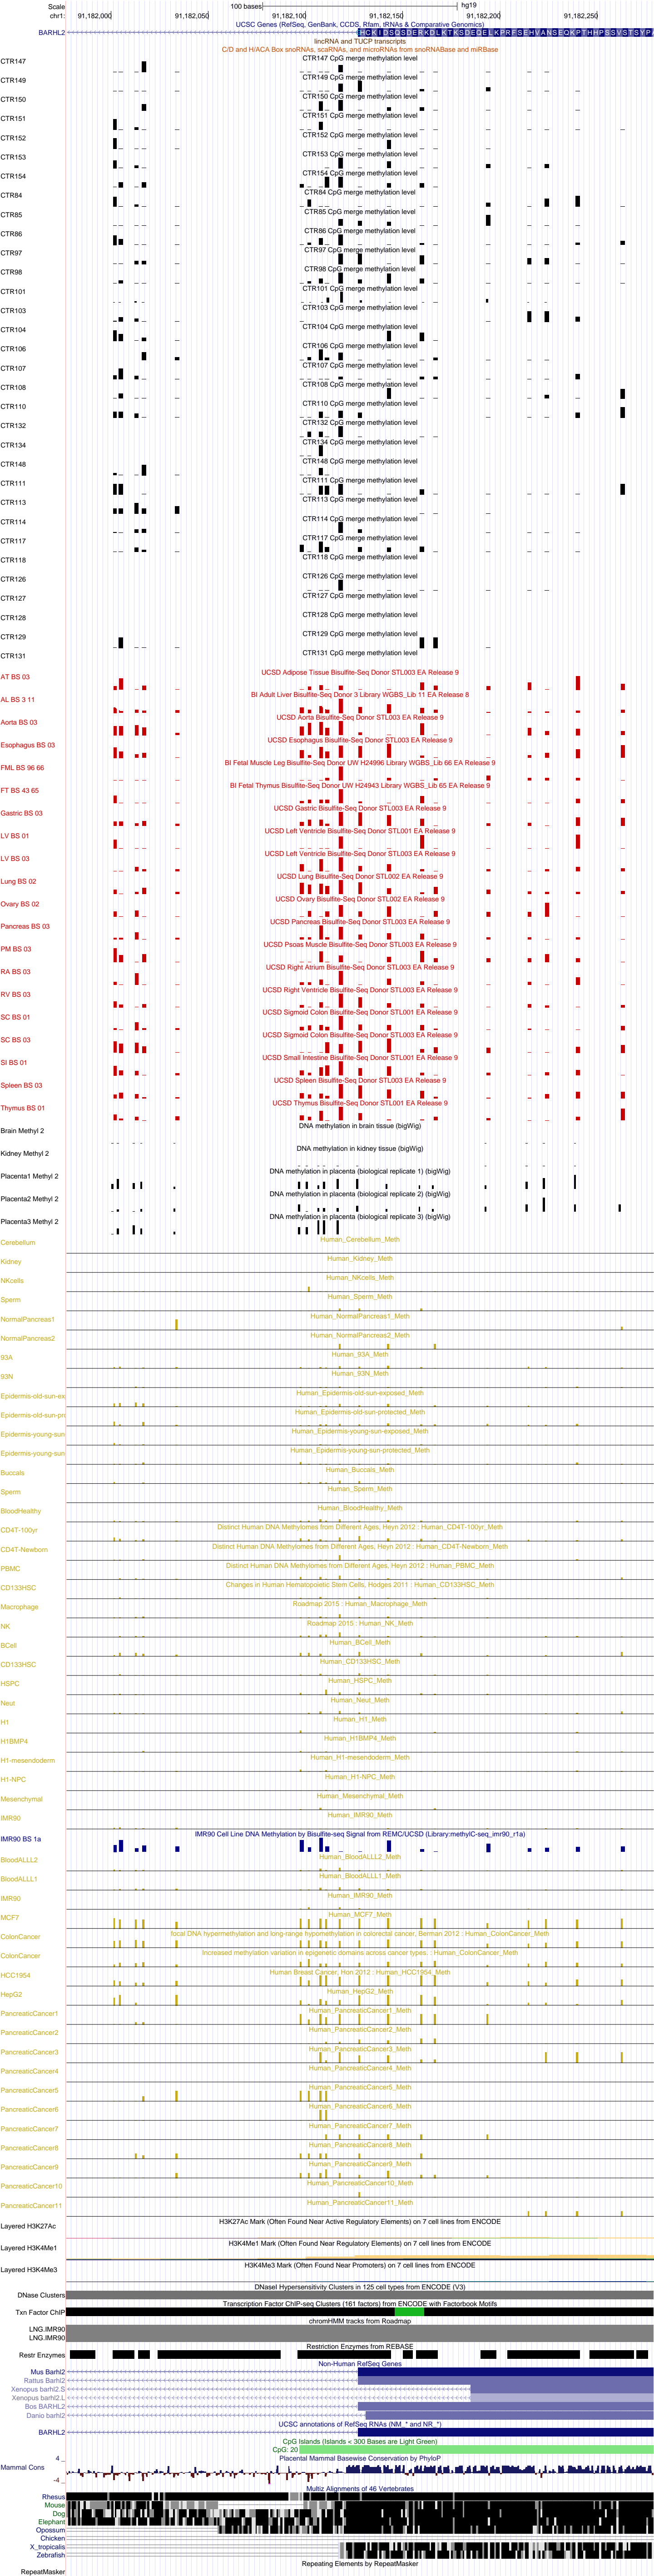 Scale 100 bases hg19
chr1: 91,182,000 91,182,050 91,182,100 91,182,150 91,182,200 91,182,250
UCSC Genes (RefSeq, GenBank, CCDS, Rfam, tRNAs & Comparative Genomics)
BARHL2 H C K I D S Q S D E R K D L K T K S D E Q E L K P R F S E H V A N S E Q K P T H H P S S V S T S Y P A
lincRNA and TUCP transcripts
C/D and H/ACA Box snoRNAs, scaRNAs, and microRNAs from snoRNABase and miRBase
CTR147 CpG merge methylation level
CTR147
CTR149 CpG merge methylation level
CTR149
CTR150 CpG merge methylation level
CTR150
CTR151 CpG merge methylation level
CTR151
CTR152 CpG merge methylation level
CTR152
CTR153 CpG merge methylation level
CTR153
CTR154 CpG merge methylation level
CTR154
CTR84 CpG merge methylation level
CTR84
CTR85 CpG merge methylation level
CTR85
CTR86 CpG merge methylation level
CTR86
CTR97 CpG merge methylation level
CTR97
CTR98 CpG merge methylation level
CTR98
CTR101 CpG merge methylation level
CTR101
CTR103 CpG merge methylation level
CTR103
CTR104 CpG merge methylation level
CTR104
CTR106 CpG merge methylation level
CTR106
CTR107 CpG merge methylation level
CTR107
CTR108 CpG merge methylation level
CTR108
CTR110 CpG merge methylation level
CTR110
CTR132 CpG merge methylation level
CTR132
CTR134 CpG merge methylation level
CTR134
CTR148 CpG merge methylation level
CTR148
CTR111 CpG merge methylation level
CTR111
CTR113 CpG merge methylation level
CTR113
CTR114 CpG merge methylation level
CTR114
CTR117 CpG merge methylation level
CTR117
CTR118 CpG merge methylation level
CTR118
CTR126 CpG merge methylation level
CTR126
CTR127 CpG merge methylation level
CTR127
CTR128 CpG merge methylation level
CTR128
CTR129 CpG merge methylation level
CTR129
CTR131 CpG merge methylation level
CTR131
UCSD Adipose Tissue Bisulfite-Seq Donor STL003 EA Release 9
AT BS 03
BI Adult Liver Bisulfite-Seq Donor 3 Library WGBS_Lib 11 EA Release 8
AL BS 3 11
UCSD Aorta Bisulfite-Seq Donor STL003 EA Release 9
Aorta BS 03
UCSD Esophagus Bisulfite-Seq Donor STL003 EA Release 9
Esophagus BS 03
BI Fetal Muscle Leg Bisulfite-Seq Donor UW H24996 Library WGBS_Lib 66 EA Release 9
FML BS 96 66
BI Fetal Thymus Bisulfite-Seq Donor UW H24943 Library WGBS_Lib 65 EA Release 9
FT BS 43 65
UCSD Gastric Bisulfite-Seq Donor STL003 EA Release 9
Gastric BS 03
UCSD Left Ventricle Bisulfite-Seq Donor STL001 EA Release 9
LV BS 01
UCSD Left Ventricle Bisulfite-Seq Donor STL003 EA Release 9
LV BS 03
UCSD Lung Bisulfite-Seq Donor STL002 EA Release 9
Lung BS 02
UCSD Ovary Bisulfite-Seq Donor STL002 EA Release 9
Ovary BS 02
UCSD Pancreas Bisulfite-Seq Donor STL003 EA Release 9
Pancreas BS 03
UCSD Psoas Muscle Bisulfite-Seq Donor STL003 EA Release 9
PM BS 03
UCSD Right Atrium Bisulfite-Seq Donor STL003 EA Release 9
RA BS 03
UCSD Right Ventricle Bisulfite-Seq Donor STL003 EA Release 9
RV BS 03
UCSD Sigmoid Colon Bisulfite-Seq Donor STL001 EA Release 9
SC BS 01
UCSD Sigmoid Colon Bisulfite-Seq Donor STL003 EA Release 9
SC BS 03
UCSD Small Intestine Bisulfite-Seq Donor STL001 EA Release 9
SI BS 01
UCSD Spleen Bisulfite-Seq Donor STL003 EA Release 9
Spleen BS 03
UCSD Thymus Bisulfite-Seq Donor STL001 EA Release 9
Thymus BS 01
DNA methylation in brain tissue (bigWig)
Brain Methyl 2
DNA methylation in kidney tissue (bigWig)
Kidney Methyl 2
DNA methylation in placenta (biological replicate 1) (bigWig)
Placenta1 Methyl 2
DNA methylation in placenta (biological replicate 2) (bigWig)
Placenta2 Methyl 2
DNA methylation in placenta (biological replicate 3) (bigWig)
Placenta3 Methyl 2
Human_Cerebellum_Meth
Cerebellum
Human_Kidney_Meth
Kidney
Human_NKcells_Meth
NKcells
Human_Sperm_Meth
Sperm
Human_NormalPancreas1_Meth
NormalPancreas1
Human_NormalPancreas2_Meth
NormalPancreas2
Human_93A_Meth
93A
Human_93N_Meth
93N
Human_Epidermis-old-sun-exposed_Meth
Epidermis-old-sun-ex
Human_Epidermis-old-sun-protected_Meth
Epidermis-old-sun-pr
Human_Epidermis-young-sun-exposed_Meth
Epidermis-young-sun
Human_Epidermis-young-sun-protected_Meth
Epidermis-young-sun
Human_Buccals_Meth
Buccals
Human_Sperm_Meth
Sperm
Human_BloodHealthy_Meth
BloodHealthy
Distinct Human DNA Methylomes from Different Ages, Heyn 2012 : Human_CD4T-100yr_Meth
CD4T-100yr
Distinct Human DNA Methylomes from Different Ages, Heyn 2012 : Human_CD4T-Newborn_Meth
CD4T-Newborn
Distinct Human DNA Methylomes from Different Ages, Heyn 2012 : Human_PBMC_Meth
PBMC
Changes in Human Hematopoietic Stem Cells, Hodges 2011 : Human_CD133HSC_Meth
CD133HSC
Roadmap 2015 : Human_Macrophage_Meth
Macrophage
Roadmap 2015 : Human_NK_Meth
NK
Human_BCell_Meth
BCell
Human_CD133HSC_Meth
CD133HSC
Human_HSPC_Meth
HSPC
Human_Neut_Meth
Neut
Human_H1_Meth
H1
Human_H1BMP4_Meth
H1BMP4
Human_H1-mesendoderm_Meth
H1-mesendoderm
Human_H1-NPC_Meth
H1-NPC
Human_Mesenchymal_Meth
Mesenchymal
Human_IMR90_Meth
IMR90
IMR90 Cell Line DNA Methylation by Bisulfite-seq Signal from REMC/UCSD (Library:methylC-seq_imr90_r1a)
IMR90 BS 1a
Human_BloodALLL2_Meth
BloodALLL2
Human_BloodALLL1_Meth
BloodALLL1
Human_IMR90_Meth
IMR90
Human_MCF7_Meth
MCF7
focal DNA hypermethylation and long-range hypomethylation in colorectal cancer, Berman 2012 : Human_ColonCancer_Meth
ColonCancer
Increased methylation variation in epigenetic domains across cancer types. : Human_ColonCancer_Meth
ColonCancer
Human Breast Cancer, Hon 2012 : Human_HCC1954_Meth
HCC1954
Human_HepG2_Meth
HepG2
Human_PancreaticCancer1_Meth
PancreaticCancer1
Human_PancreaticCancer2_Meth
PancreaticCancer2
Human_PancreaticCancer3_Meth
PancreaticCancer3
Human_PancreaticCancer4_Meth
PancreaticCancer4
Human_PancreaticCancer5_Meth
PancreaticCancer5
Human_PancreaticCancer6_Meth
PancreaticCancer6
Human_PancreaticCancer7_Meth
PancreaticCancer7
Human_PancreaticCancer8_Meth
PancreaticCancer8
Human_PancreaticCancer9_Meth
PancreaticCancer9
Human_PancreaticCancer10_Meth
PancreaticCancer10
Human_PancreaticCancer11_Meth
PancreaticCancer11
H3K27Ac Mark (Often Found Near Active Regulatory Elements) on 7 cell lines from ENCODE
Layered H3K27Ac
H3K4Me1 Mark (Often Found Near Regulatory Elements) on 7 cell lines from ENCODE
Layered H3K4Me1
H3K4Me3 Mark (Often Found Near Promoters) on 7 cell lines from ENCODE
Layered H3K4Me3
DNaseI Hypersensitivity Clusters in 125 cell types from ENCODE (V3)
DNase Clusters
Transcription Factor ChIP-seq Clusters (161 factors) from ENCODE with Factorbook Motifs
Txn Factor ChIP
chromHMM tracks from Roadmap
LNG.IMR90
LNG.IMR90
Restriction Enzymes from REBASE
Restr Enzymes
Non-Human RefSeq Genes
Mus Barhl2
Rattus Barhl2
Xenopus barhl2.S
Xenopus barhl2.L
Bos BARHL2
Danio barhl2
UCSC annotations of RefSeq RNAs (NM_* and NR_*)
BARHL2
CpG Islands (Islands < 300 Bases are Light Green)
CpG: 20
Placental Mammal Basewise Conservation by PhyloP
4 _
Mammal Cons
-4 _
Multiz Alignments of 46 Vertebrates
Rhesus
Mouse
Dog
Elephant
Opossum
Chicken
X_tropicalis
Zebrafish
Repeating Elements by RepeatMasker
RepeatMasker